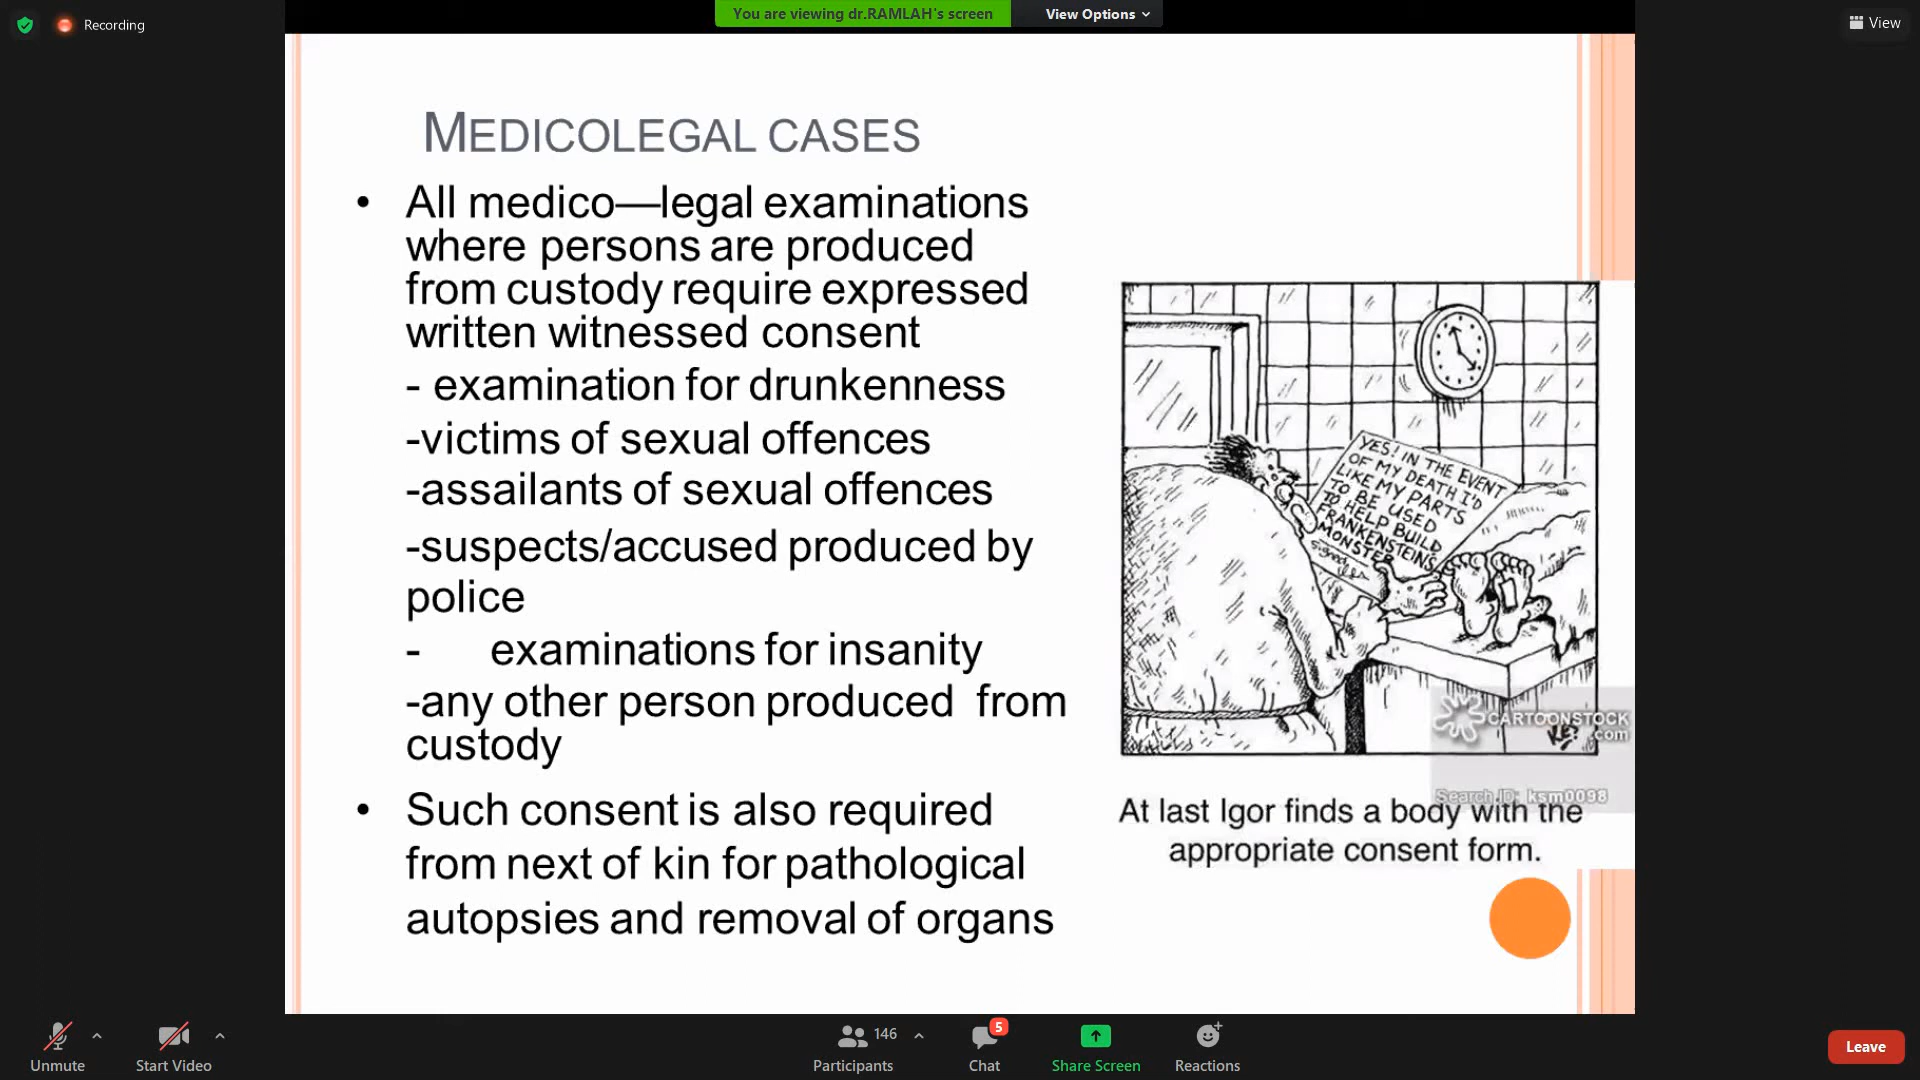 Recording
You are viewing dr.RAMLAH's screen
View Options
View
MEDICOLEGAL CASES
• All medico—legal examinations
where persons are produced
from custody require expressed
written witnessed consent
- examination for drunkenness
-victims of sexual offences
-assailants of sexual offences
-suspects/accused produced by
police
- examinations for insanity
-any other person produced from
custody
• Such consent is also required
from next of kin for pathological
autopsies and removal of organs
YES! IN THE EVENT
OF MY DEATH I'D
LIKE MY PARTS
TO BE USED
TO HELP BUILD
FRANKENSTEIN'S
MONSTER
signed
CARTOONSTOCK
.com
Search ID: ksm0098
At last Igor finds a body with the
appropriate consent form.
Unmute
Start Video
146
Participants
5
Chat
Share Screen
Reactions
Leave